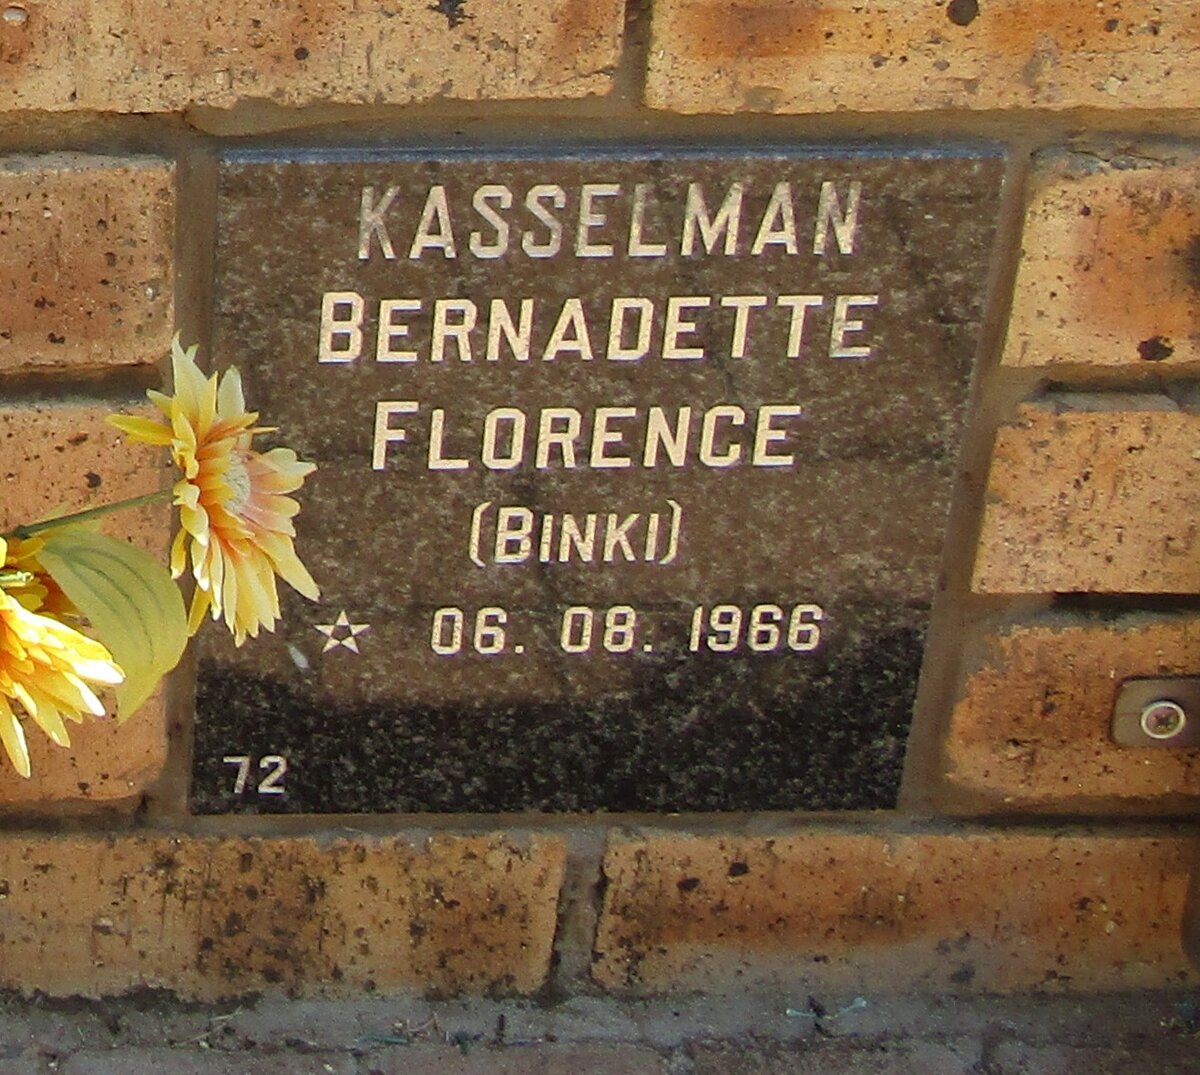 KASSELMAN
BERNADETTE
FLORENCE
(BINKI)
☆ 06. 08. 1966
72